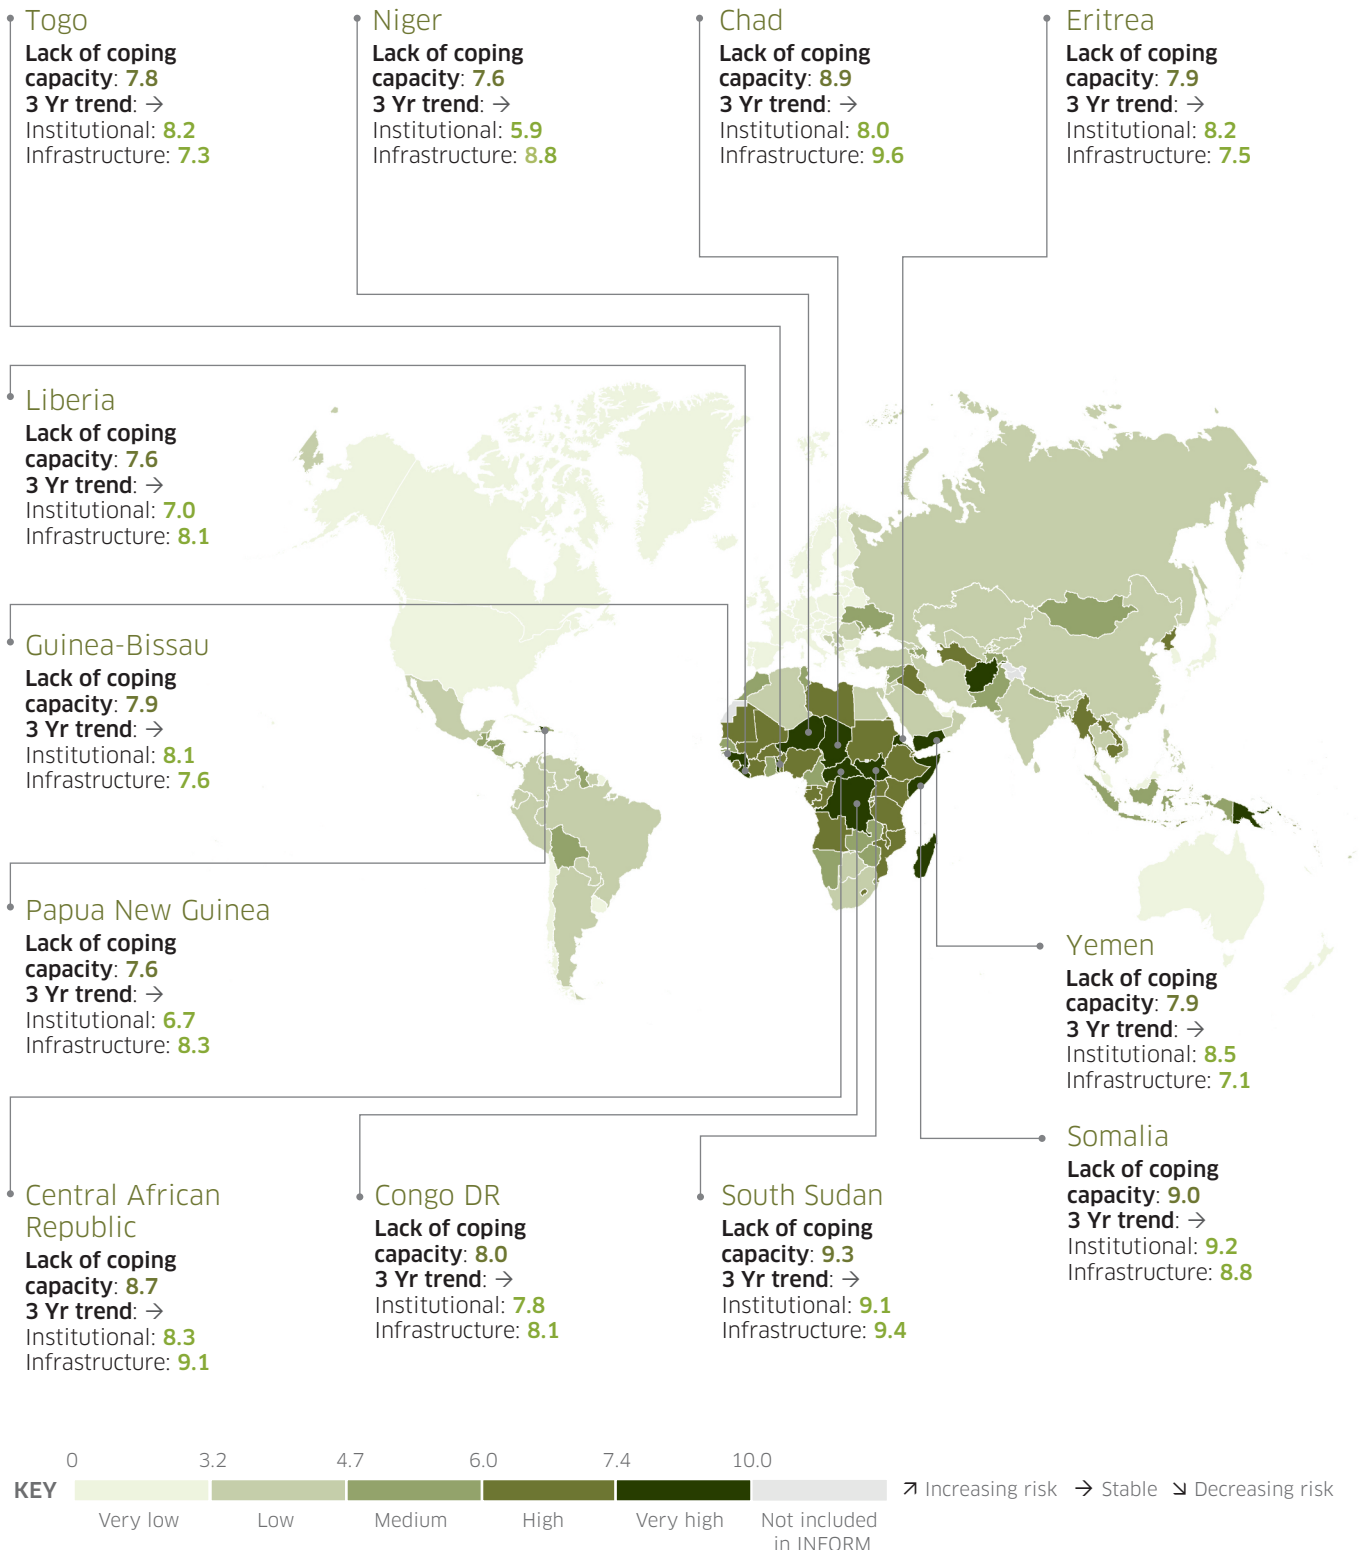 Togo
Lack of coping
capacity: 7.8
3 Yr trend: →
Institutional: 8.2
Infrastructure: 7.3
Niger
Lack of coping
capacity: 7.6
3 Yr trend: →
Institutional: 5.9
Infrastructure: 8.8
Chad
Lack of coping
capacity: 8.9
3 Yr trend: →
Institutional: 8.0
Infrastructure: 9.6
Eritrea
Lack of coping
capacity: 7.9
3 Yr trend: →
Institutional: 8.2
Infrastructure: 7.5
Liberia
Lack of coping
capacity: 7.6
3 Yr trend: →
Institutional: 7.0
Infrastructure: 8.1
Guinea-Bissau
Lack of coping
capacity: 7.9
3 Yr trend: →
Institutional: 8.1
Infrastructure: 7.6
Papua New Guinea
Lack of coping
capacity: 7.6
3 Yr trend: →
Institutional: 6.7
Infrastructure: 8.3
Yemen
Lack of coping
capacity: 7.9
3 Yr trend: →
Institutional: 8.5
Infrastructure: 7.1
Somalia
Lack of coping
capacity: 9.0
3 Yr trend: →
Institutional: 9.2
Infrastructure: 8.8
Central African
Republic
Lack of coping
capacity: 8.7
3 Yr trend: →
Institutional: 8.3
Infrastructure: 9.1
Congo DR
Lack of coping
capacity: 8.0
3 Yr trend: →
Institutional: 7.8
Infrastructure: 8.1
South Sudan
Lack of coping
capacity: 9.3
3 Yr trend: →
Institutional: 9.1
Infrastructure: 9.4
0 3.2 4.7 6.0 7.4 10.0
KEY ↗ Increasing risk → Stable ↘ Decreasing risk
Very low Low Medium High Very high Not included
in INFORM